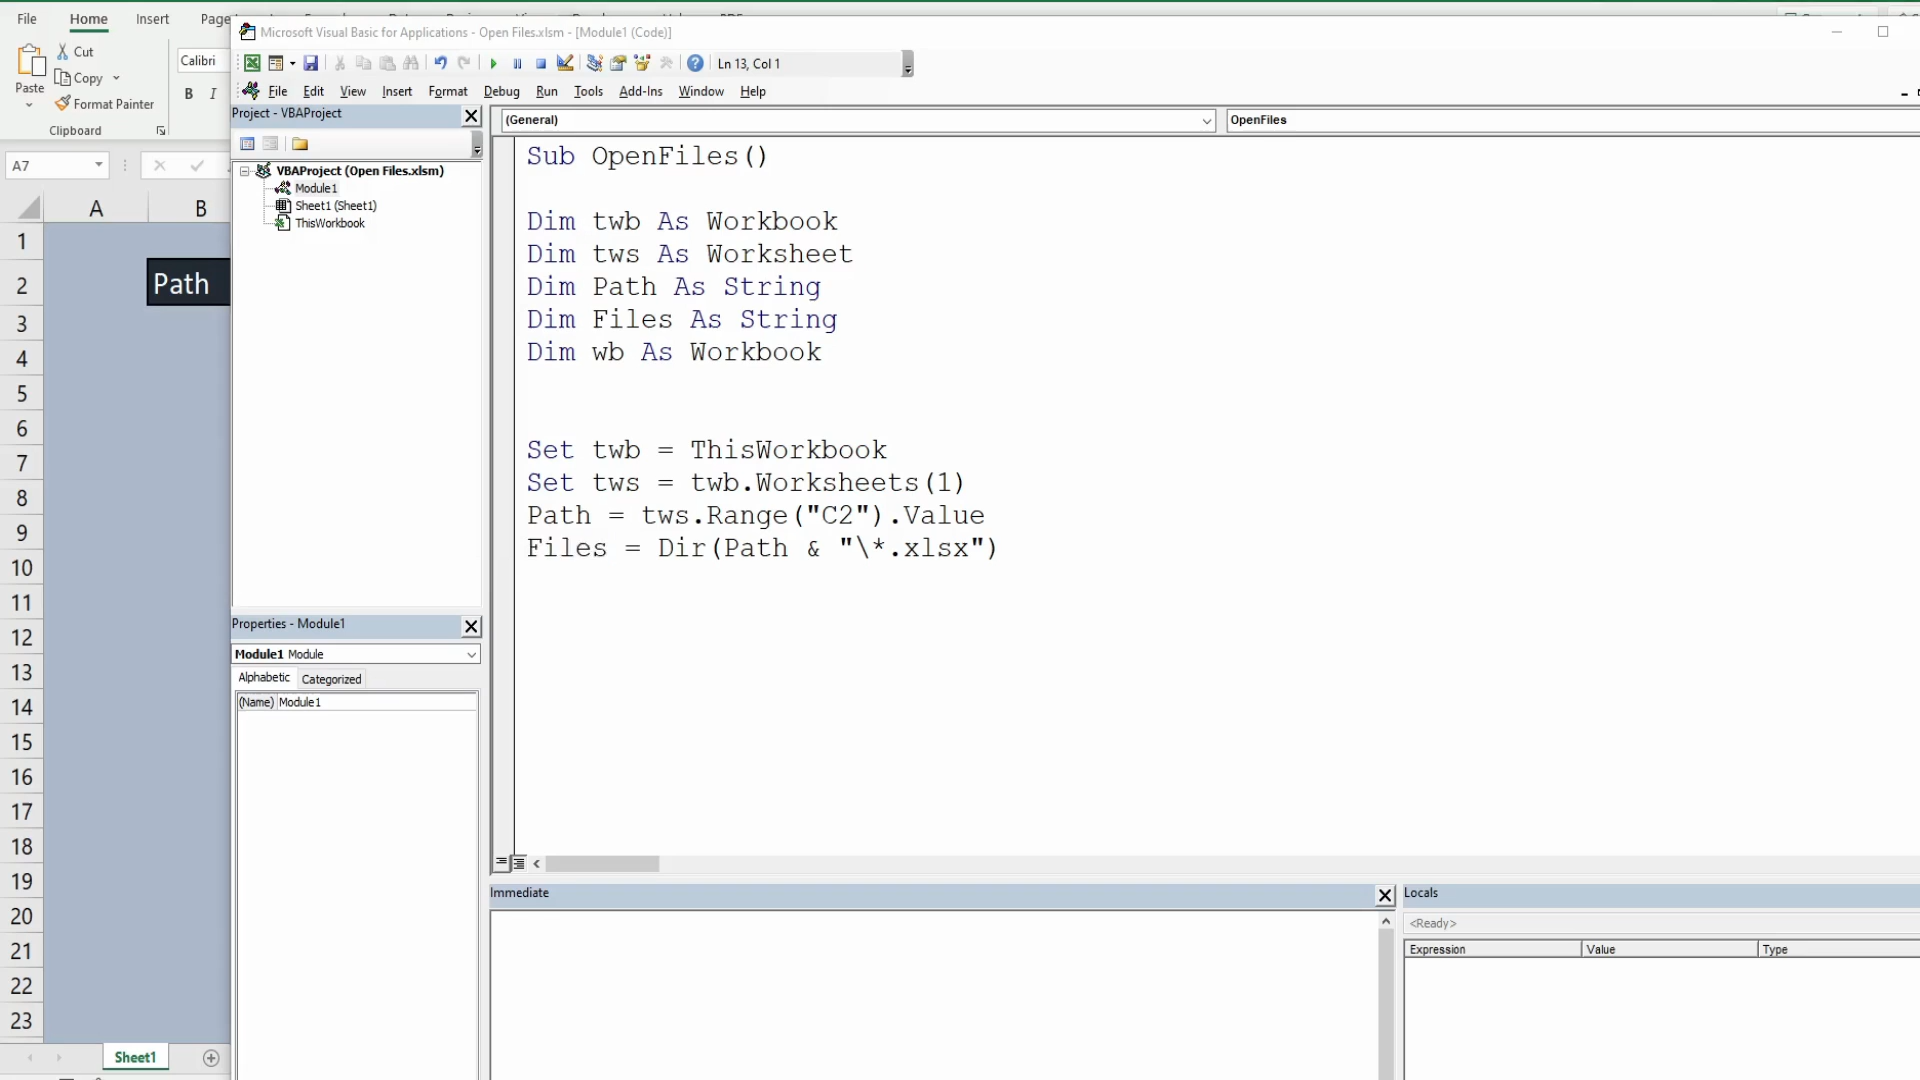 File Home Insert
Microsoft Visual Basic for Applications - Open Files.xlsm - [Module1 (Code)]
Cut
Copy
Paste
Format Painter
Calibri
B I
Clipboard
Ln 13, Col 1
File Edit View Insert Format Debug Run Tools Add-Ins Window Help
Project - VBAProject
(General)
OpenFiles
A7
VBAProject (Open Files.xlsm)
Module1
Sheet1 (Sheet1)
ThisWorkbook
A B
1
2
3
4
5
6
7
8
9
10
11
12
13
14
15
16
17
18
19
20
21
22
23
Path
Sub OpenFiles()
Dim twb As Workbook
Dim tws As Worksheet
Dim Path As String
Dim Files As String
Dim wb As Workbook
Set twb = ThisWorkbook
Set tws = twb.Worksheets(1)
Path = tws.Range("C2").Value
Files = Dir(Path & "\*.xlsx")
Properties - Module1
Module1 Module
Alphabetic Categorized
(Name) Module1
Immediate
Locals
<Ready>
Expression Value Type
Sheet1